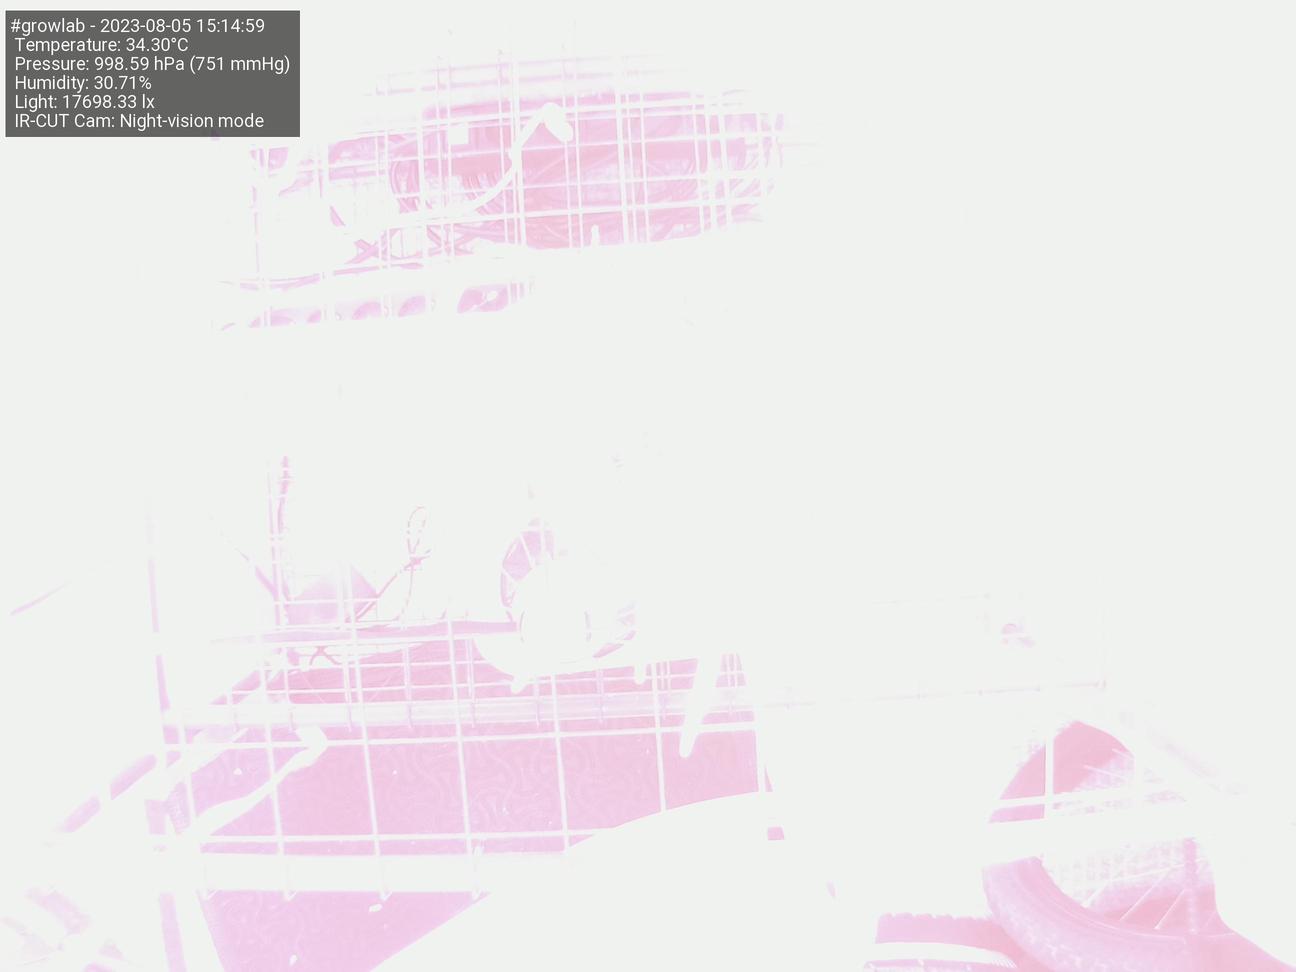 #growlab - 2023-08-05 15:14:59
Temperature: 34.30°C
Pressure: 998.59 hPa (751 mmHg)
Humidity: 30.71%
Light: 17698.33 lx
IR-CUT Cam: Night-vision mode